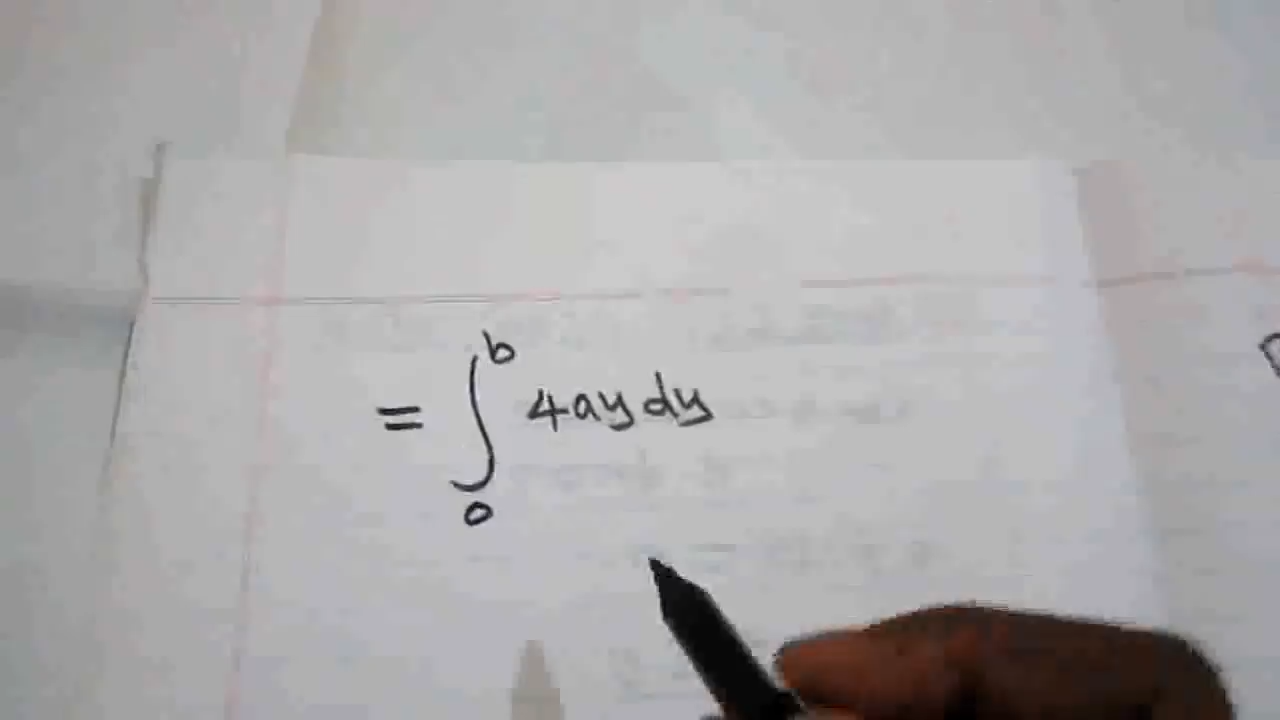 = ∫₀ᵇ 4ay dy